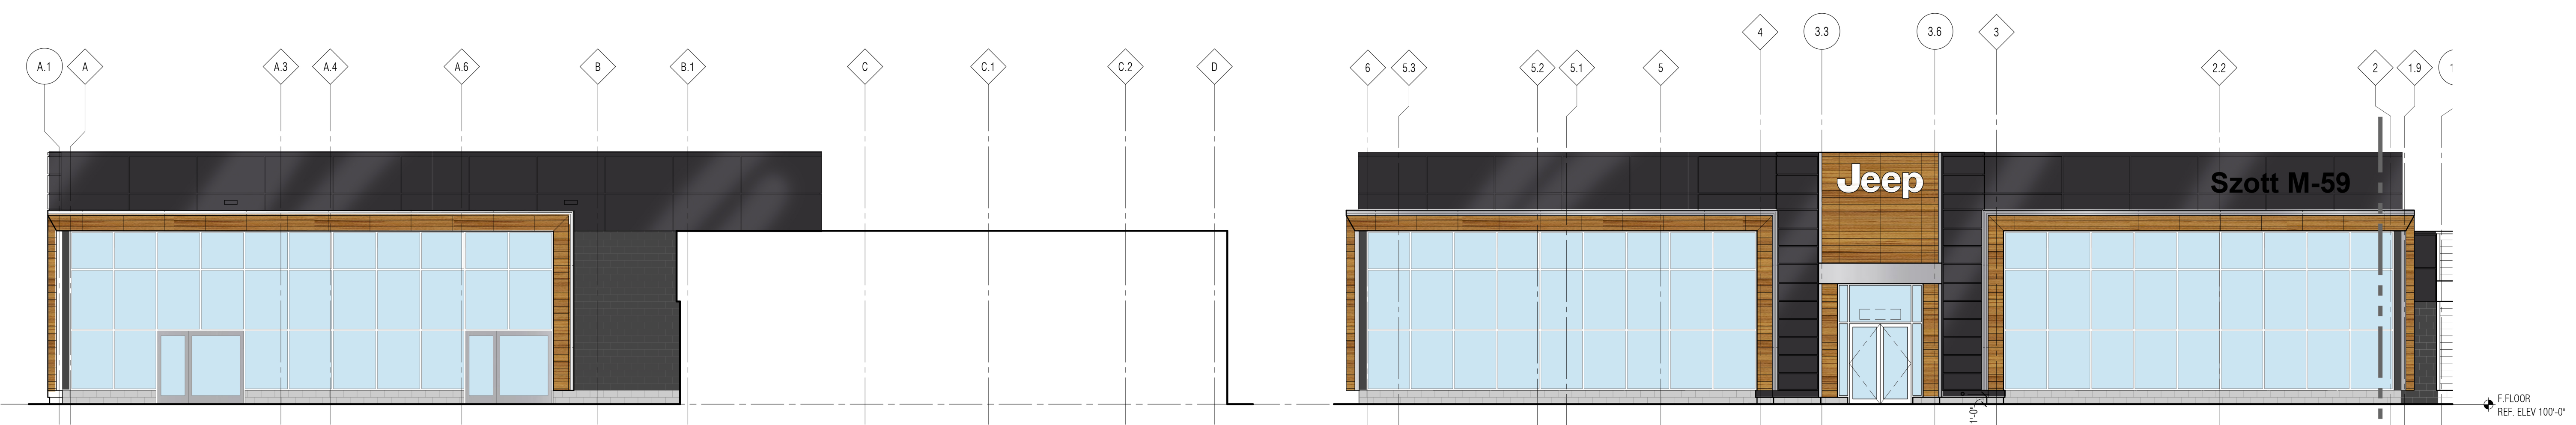 A.1
A
A.3
A.4
A.6
B
B.1
C
C.1
C.2
D
6
5.3
5.2
5.1
5
4
3.3
3.6
3
2.2
2
1.9
Jeep
Szott M-59
1'-0"
F.FLOOR
REF. ELEV 100'-0"